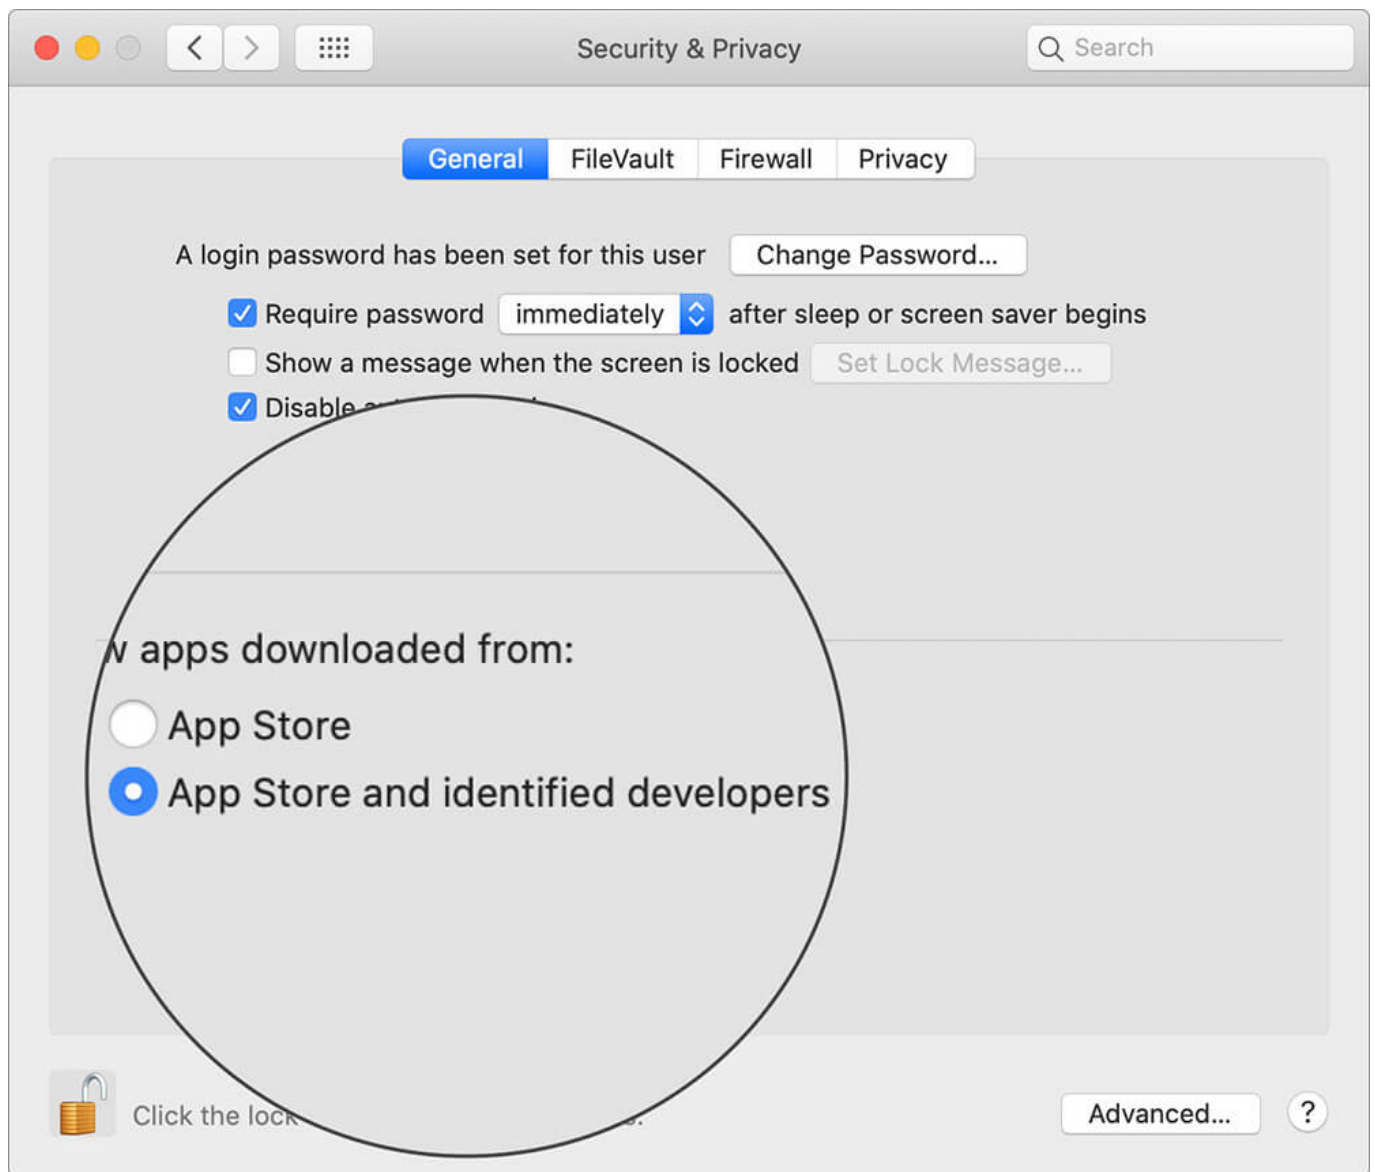 Security & Privacy
Search
General FileVault Firewall Privacy
A login password has been set for this user Change Password...
Require password immediately after sleep or screen saver begins
Show a message when the screen is locked Set Lock Message...
Disable
w apps downloaded from:
App Store
App Store and identified developers
Click the lock
Advanced... ?